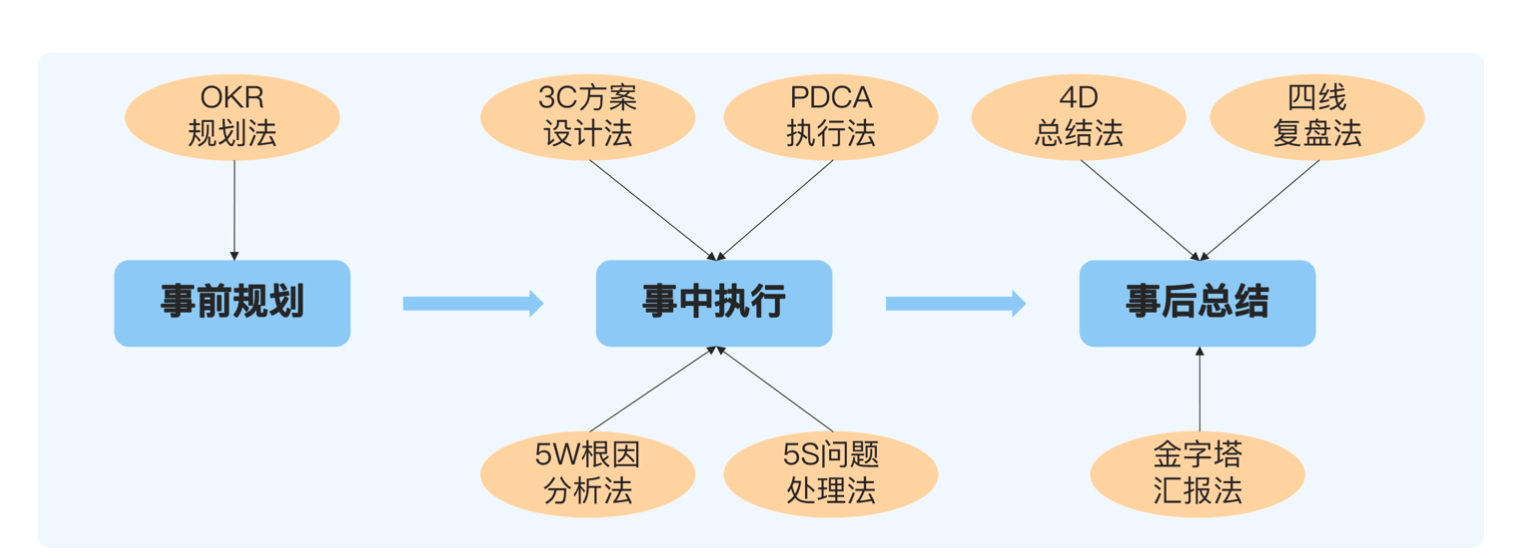 OKR
规划法
3C方案
设计法
PDCA
执行法
4D
总结法
四线
复盘法
事前规划
事中执行
事后总结
5W根因
分析法
5S问题
处理法
金字塔
汇报法